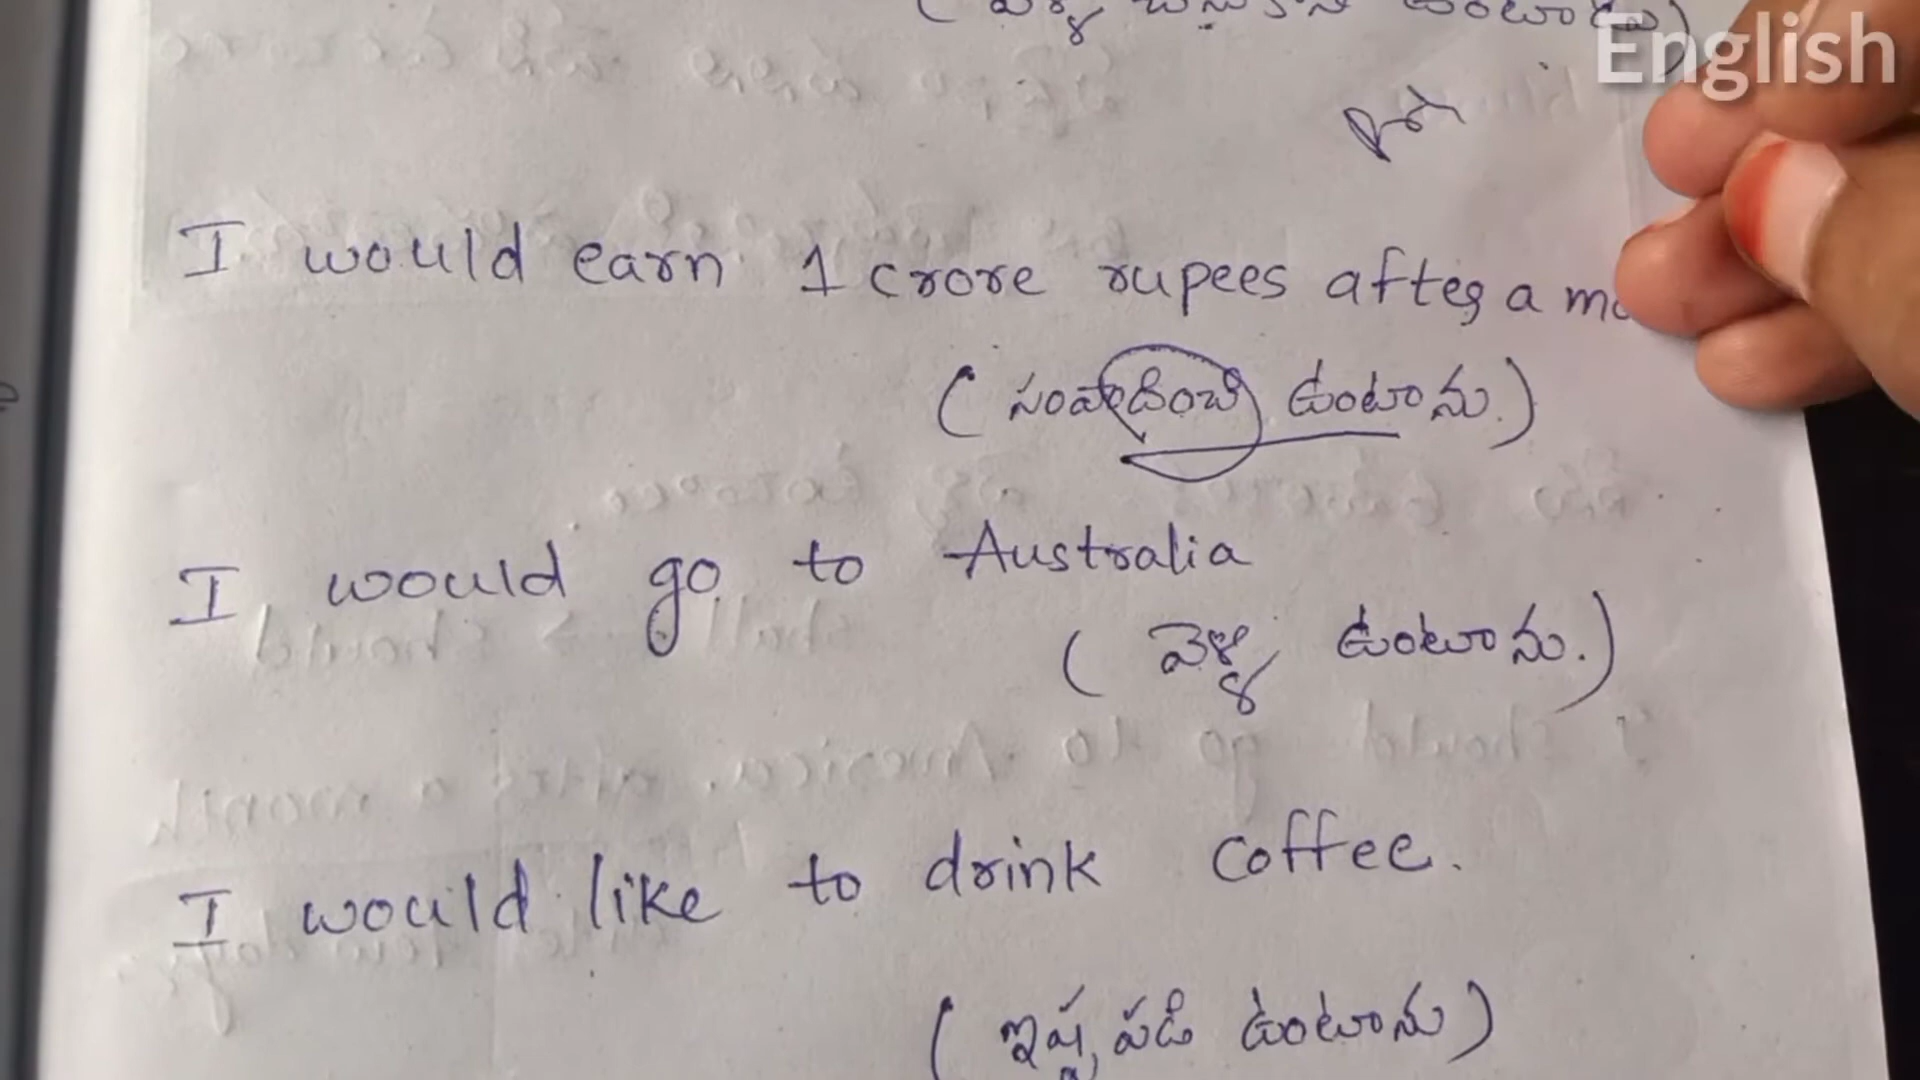 English
I would earn 1 crore rupees after a
(సంపాదించి ఉంటాను.)
I would go to Australia
(వెళ్ళి ఉంటాను.)
I would like to drink coffee.
(ఇష్టపడి ఉంటాను)